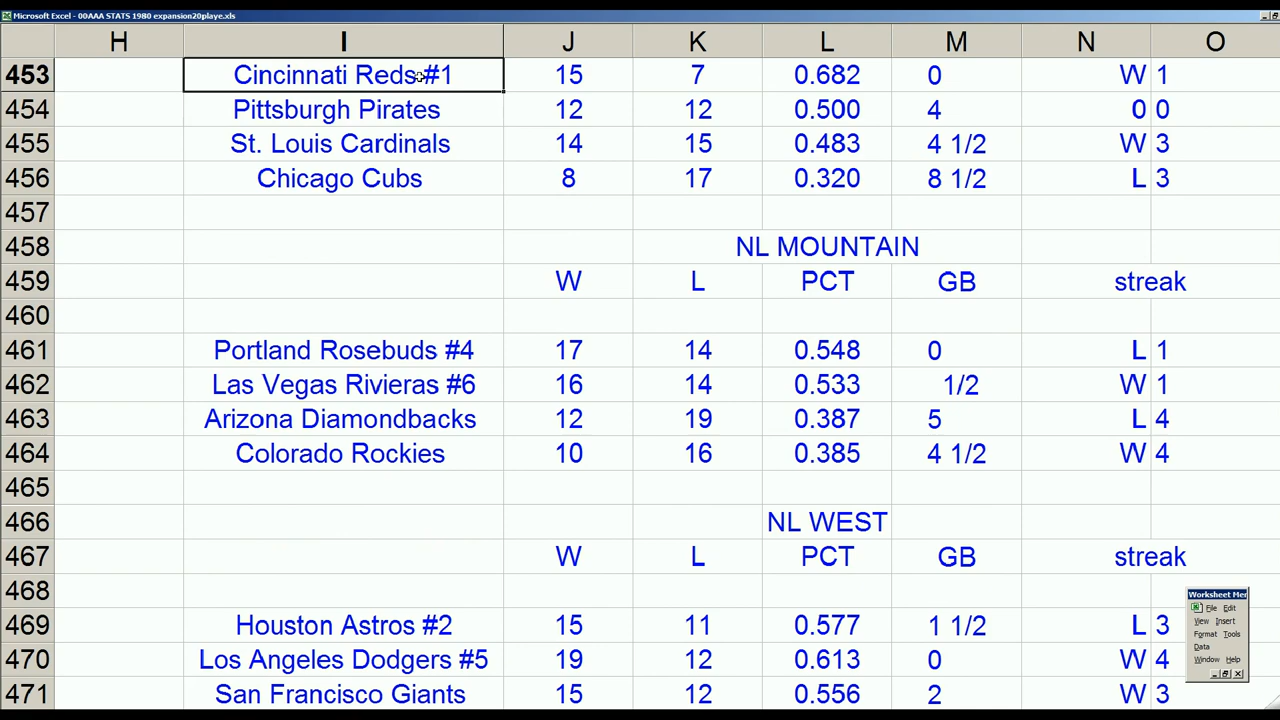 Microsoft Excel - 00AAA STATS 1980 expansion20playe.xls
H I J K L M N O
453 Cincinnati Reds #1 15 7 0.682 0 W 1
454 Pittsburgh Pirates 12 12 0.500 4 0 0
455 St. Louis Cardinals 14 15 0.483 4 1/2 W 3
456 Chicago Cubs 8 17 0.320 8 1/2 L 3
457
458 NL MOUNTAIN
459 W L PCT GB streak
460
461 Portland Rosebuds #4 17 14 0.548 0 L 1
462 Las Vegas Rivieras #6 16 14 0.533 1/2 W 1
463 Arizona Diamondbacks 12 19 0.387 5 L 4
464 Colorado Rockies 10 16 0.385 4 1/2 W 4
465
466 NL WEST
467 W L PCT GB streak
468
469 Houston Astros #2 15 11 0.577 1 1/2 L 3
470 Los Angeles Dodgers #5 19 12 0.613 0 W 4
471 San Francisco Giants 15 12 0.556 2 W 3
Worksheet Mer
File Edit
View Insert
Format Tools
Data
Window Help